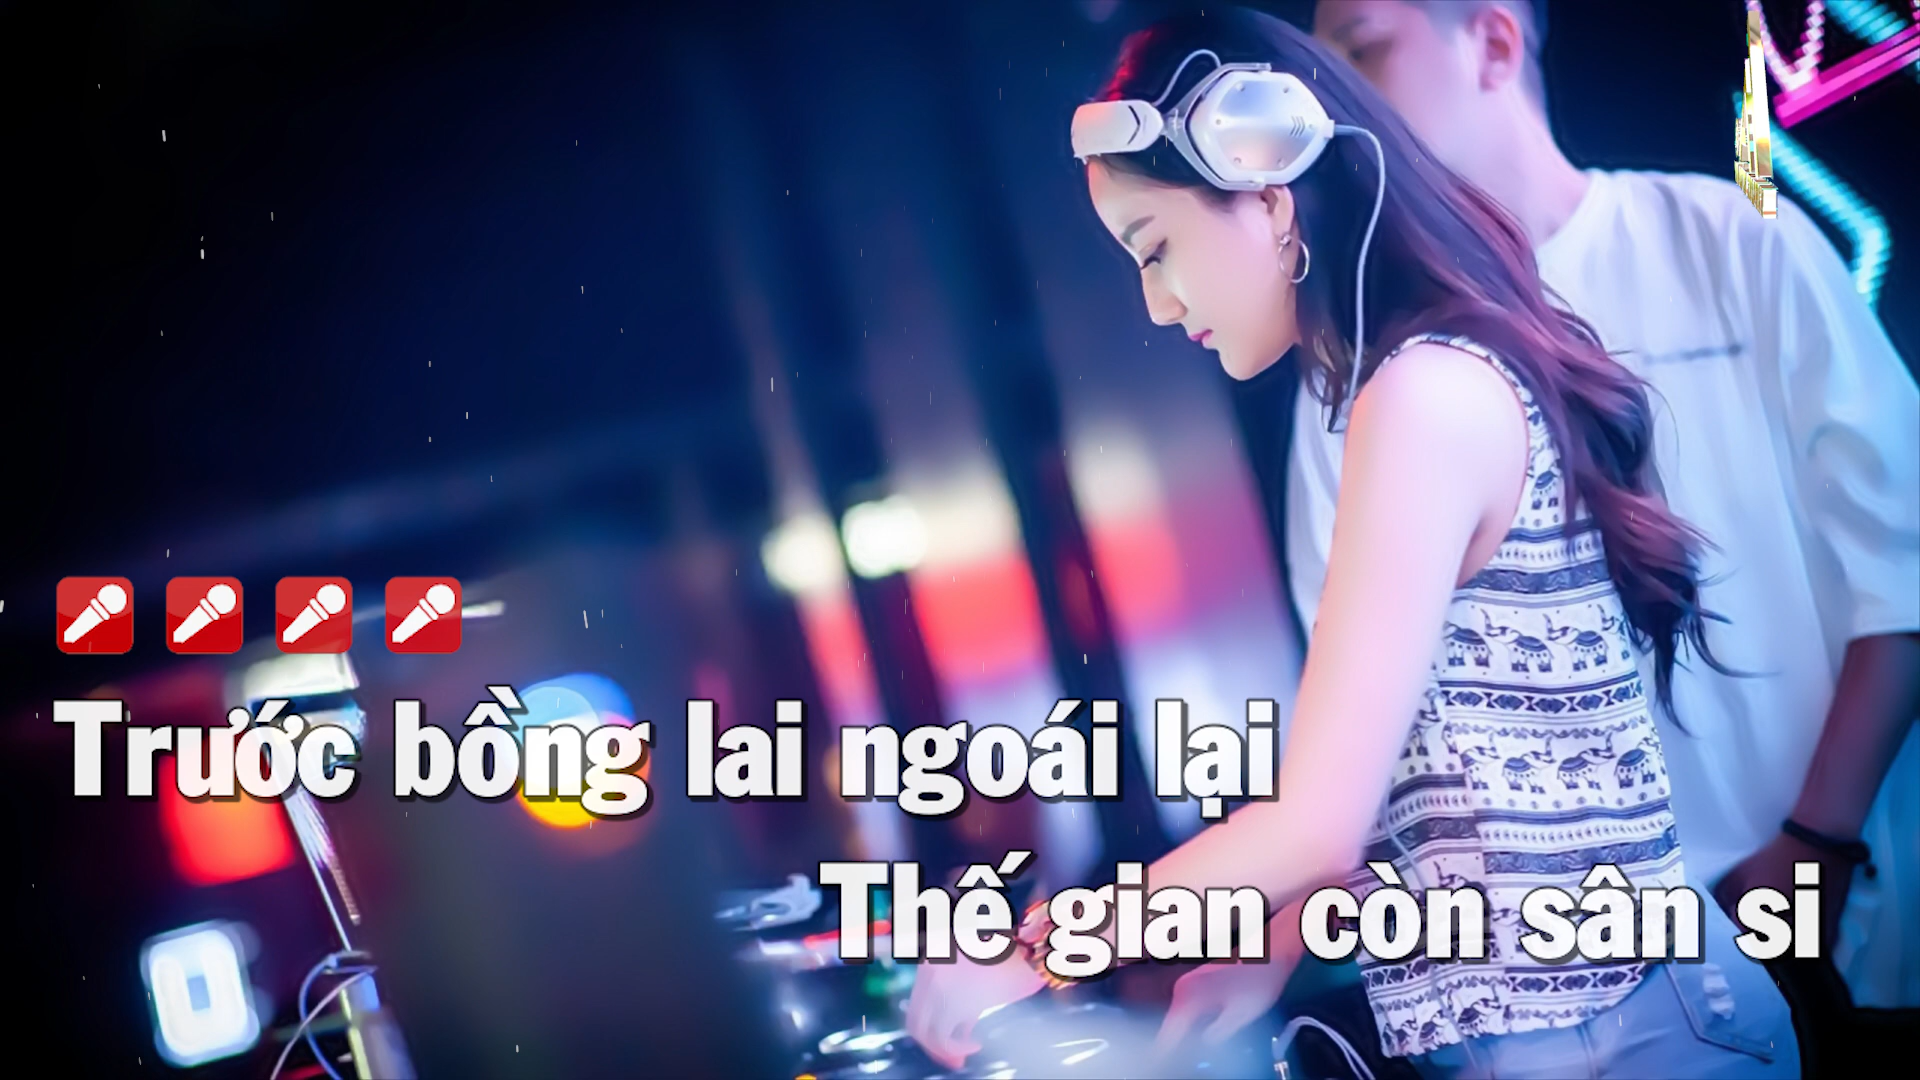 Trước bồng lai ngoái lại
Thế gian còn sân si